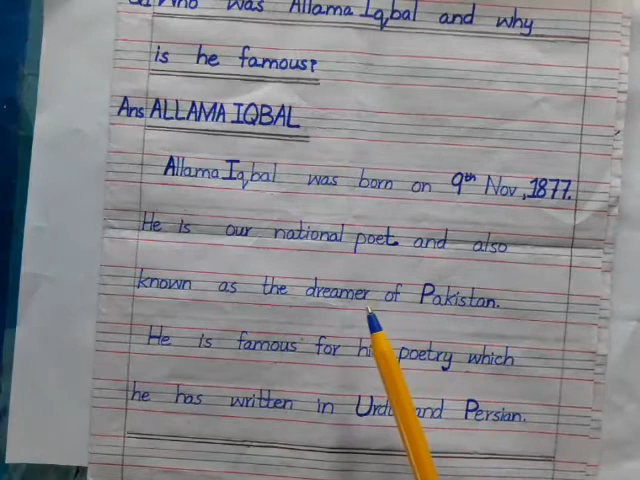 Who was Allama Iqbal and why
is he famous?
Ans ALLAMA IQBAL
Allama Iqbal was born on 9th Nov, 1877.
He is our national poet and also
known as the dreamer of Pakistan.
He is famous for his poetry which
he has written in Urdu and Persian.